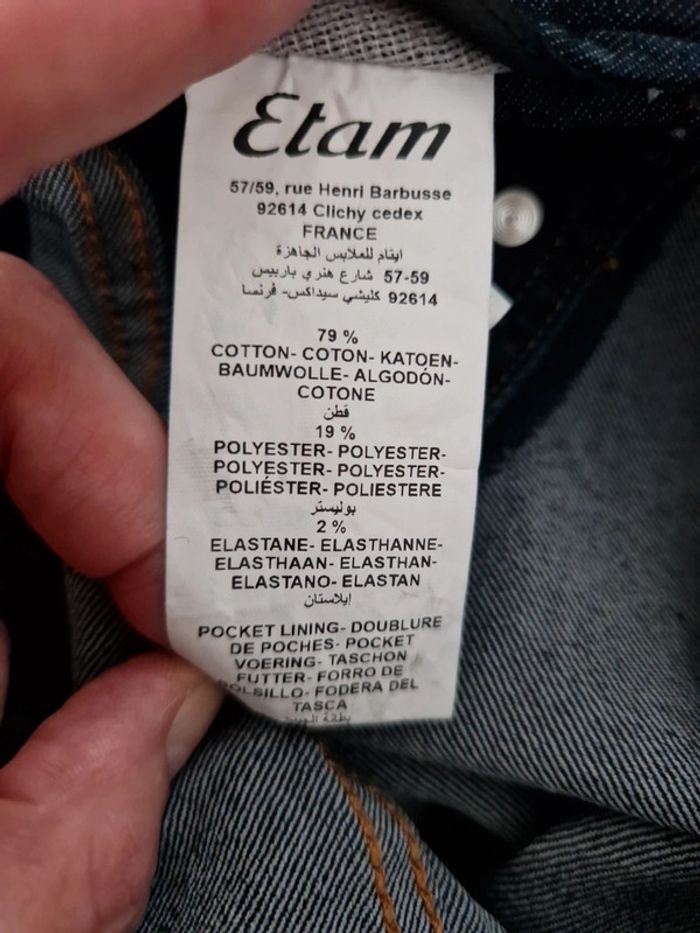 Etam
57/59, rue Henri Barbusse
92614 Clichy cedex
FRANCE
ايتام للملابس الجاهزة
57-59 شارع هنري باربيس
92614 كليشي سيداكس- فرنسا
79 %
COTTON- COTON- KATOEN-
BAUMWOLLE- ALGODÓN-
COTONE
قطن
19 %
POLYESTER- POLYESTER-
POLYESTER- POLYESTER-
POLIÉSTER- POLIESTERE
بوليستر
2 %
ELASTANE- ELASTHANNE-
ELASTHAAN- ELASTHAN-
ELASTANO- ELASTAN
إيلاستان
POCKET LINING- DOUBLURE
DE POCHES- POCKET
VOERING- TASCHON
FUTTER- FORRO DE
BOLSILLO- FODERA DEL
TASCA